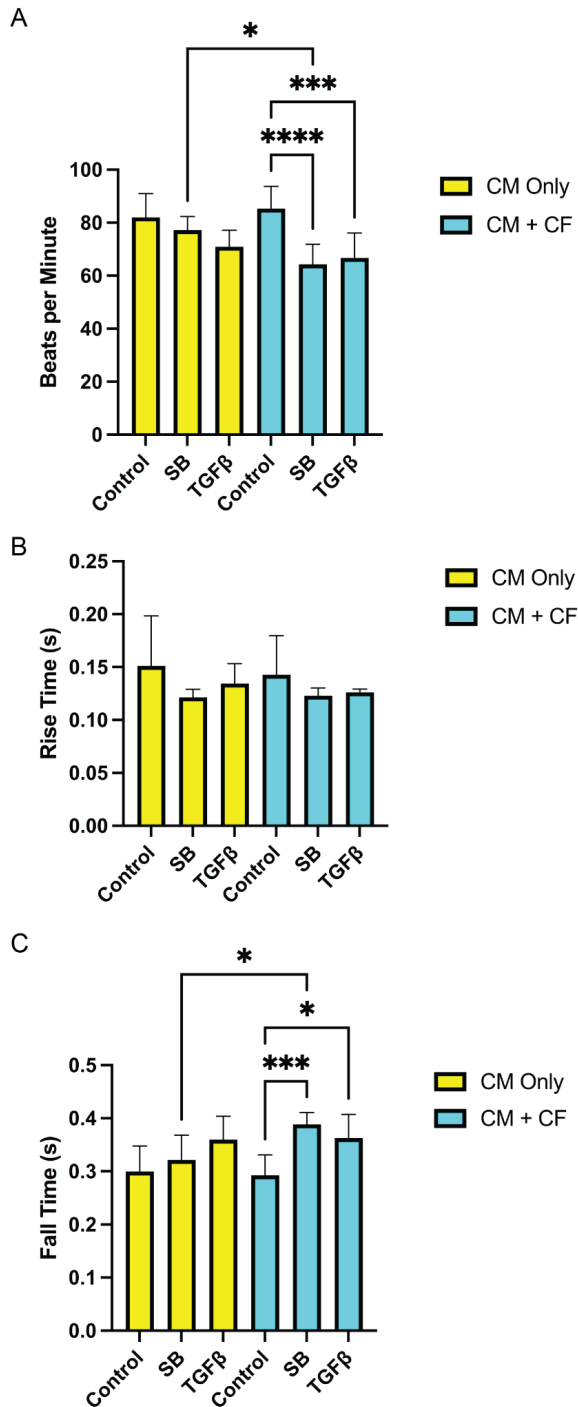 A
*
***
****
100
80
60
40
20
0
Beats per Minute
Control
SB
TGFβ
Control
SB
TGFβ
CM Only
CM + CF
B
0.25
0.20
0.15
0.10
0.05
0.00
Rise Time (s)
Control
SB
TGFβ
Control
SB
TGFβ
CM Only
CM + CF
C
*
*
***
0.5
0.4
0.3
0.2
0.1
0.0
Fall Time (s)
Control
SB
TGFβ
Control
SB
TGFβ
CM Only
CM + CF